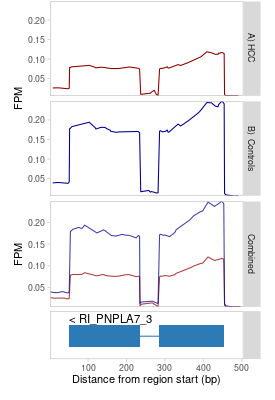 0.20
0.15
0.10
0.05
FPM
A) HCC
0.20
0.15
0.10
0.05
B) Controls
0.20
0.15
0.10
0.05
FPM
Combined
< RI_PNPLA7_3
100 200 300 400 500
Distance from region start (bp)